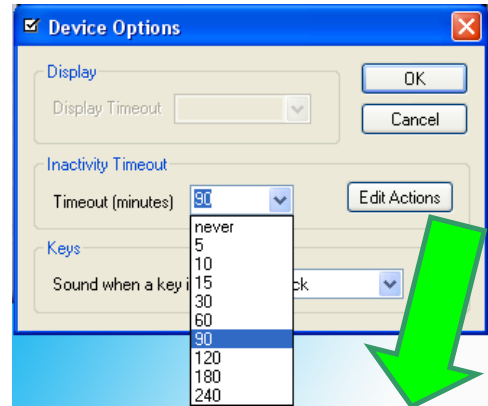 Device Options
Display
OK
Display Timeout
Cancel
Inactivity Timeout
Timeout (minutes) 90 Edit Actions
never
Keys
5
10
Sound when a key i 15 ck
30
60
90
120
180
240